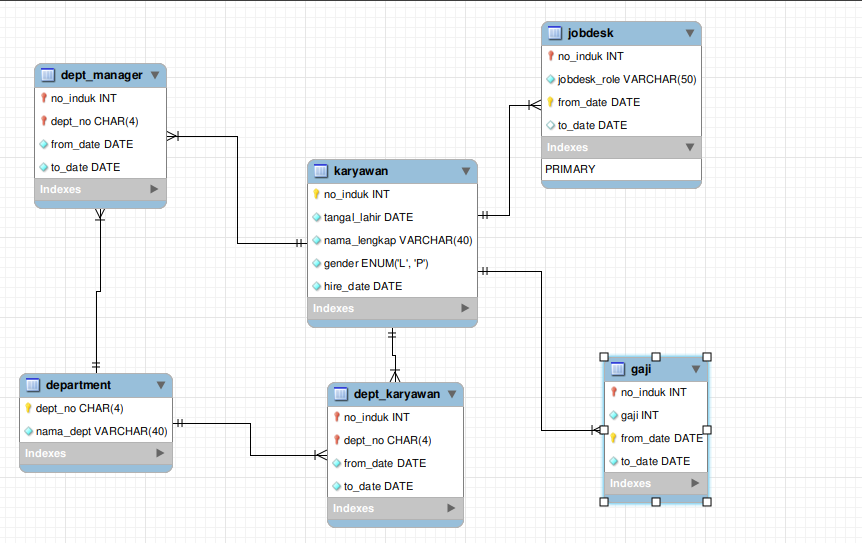 jobdesk
no_induk INT
jobdesk_role VARCHAR(50)
from_date DATE
to_date DATE
Indexes
PRIMARY
dept_manager
no_induk INT
dept_no CHAR(4)
from_date DATE
to_date DATE
Indexes
karyawan
no_induk INT
tangal_lahir DATE
nama_lengkap VARCHAR(40)
gender ENUM('L', 'P')
hire_date DATE
Indexes
department
dept_no CHAR(4)
nama_dept VARCHAR(40)
Indexes
dept_karyawan
no_induk INT
dept_no CHAR(4)
from_date DATE
to_date DATE
Indexes
gaji
no_induk INT
gaji INT
from_date DATE
to_date DATE
Indexes